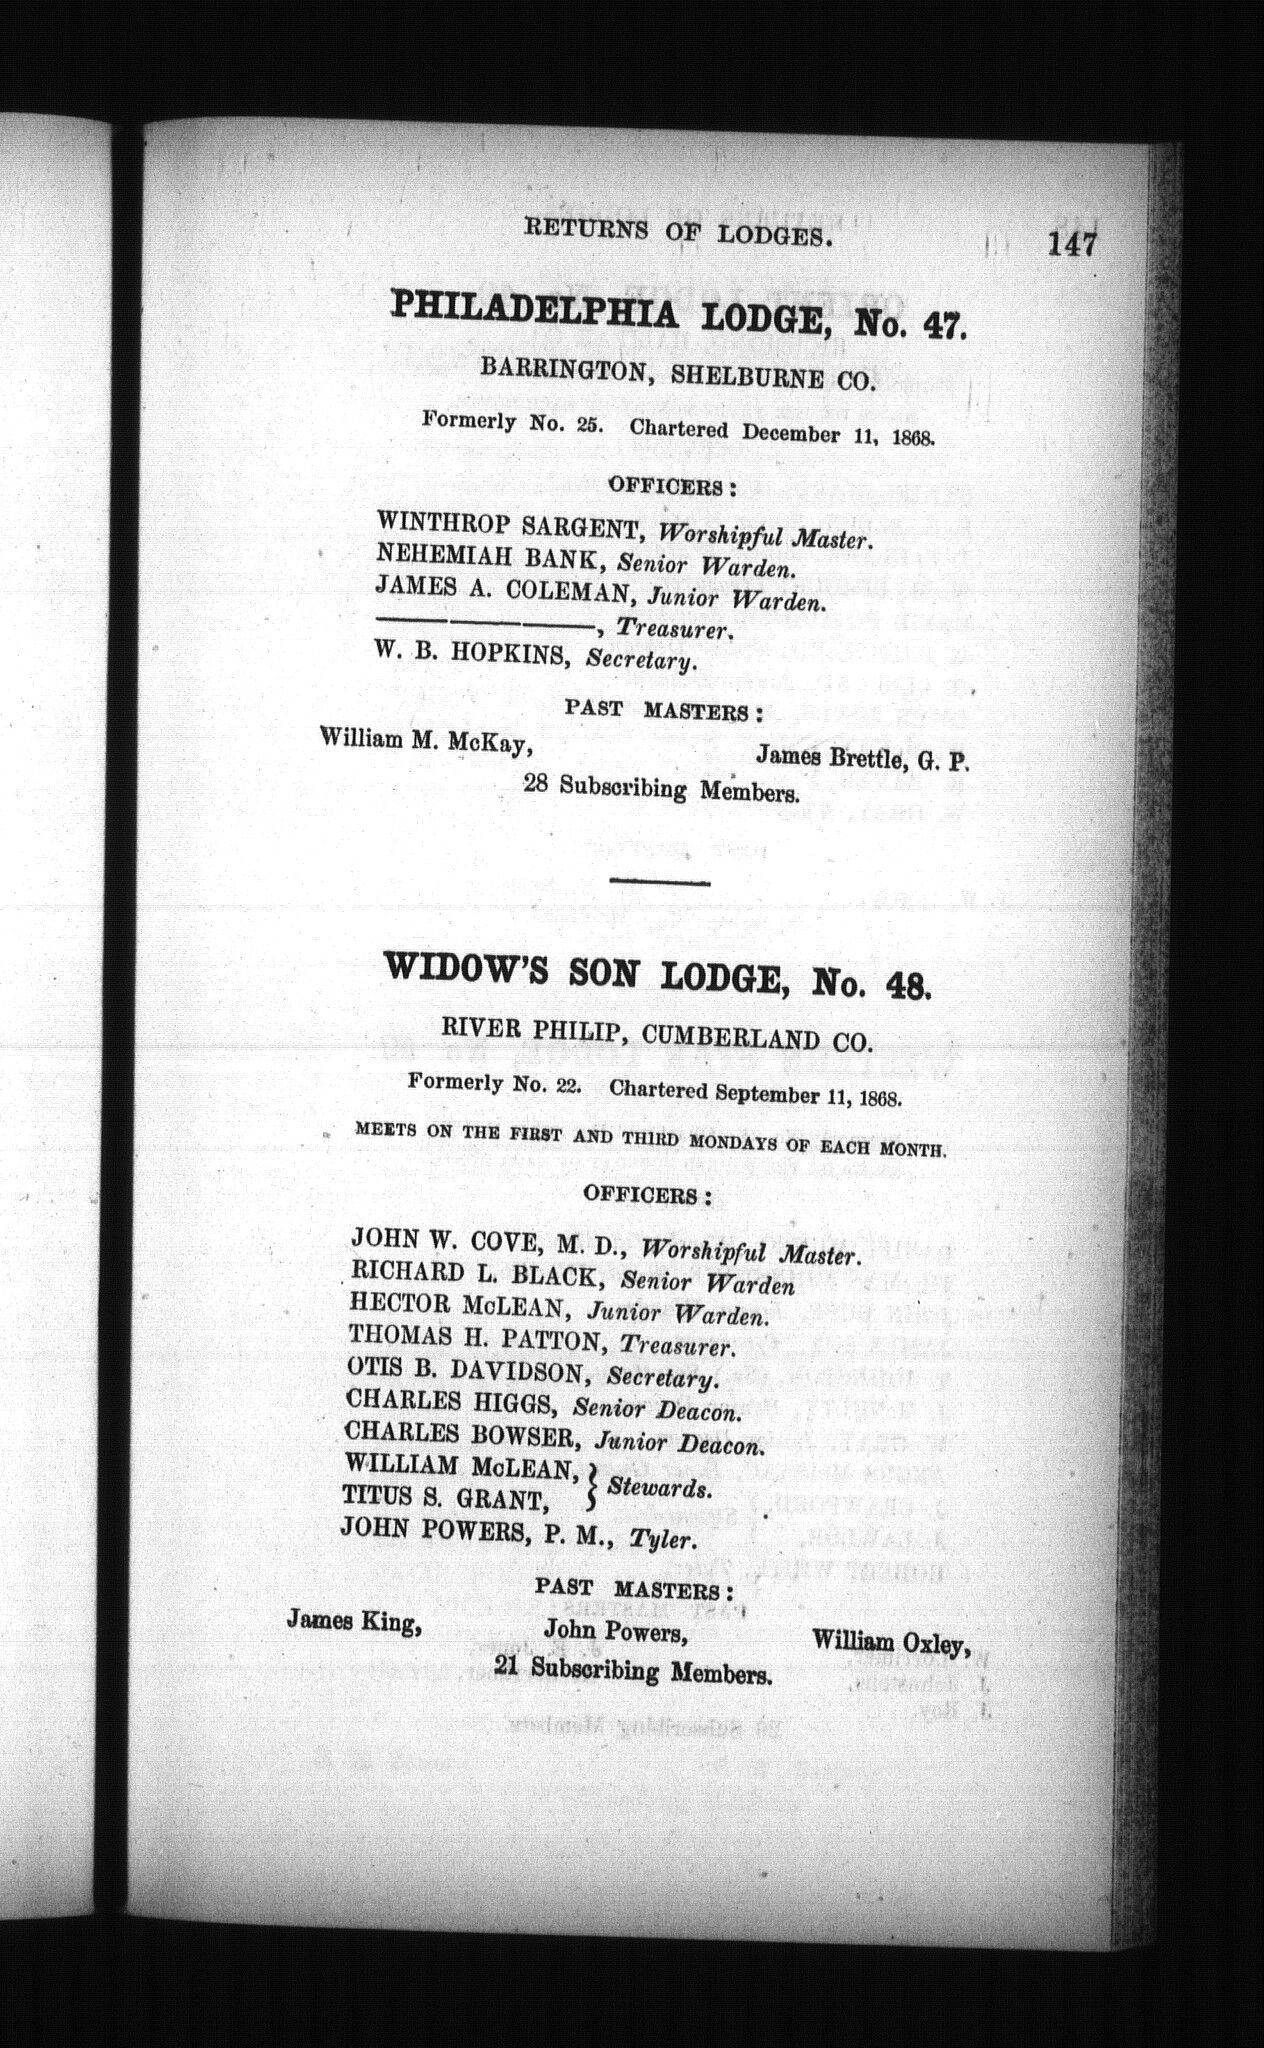 RETURNS OF LODGES. 147
PHILADELPHIA LODGE, No. 47.
BARRINGTON, SHELBURNE CO.
Formerly No. 25. Chartered December 11, 1868.
OFFICERS:
WINTHROP SARGENT, Worshipful Master.
NEHEMIAH BANK, Senior Warden.
JAMES A. COLEMAN, Junior Warden.
———————, Treasurer.
W. B. HOPKINS, Secretary.
PAST MASTERS:
William M. McKay, James Brettle, G. P.
28 Subscribing Members.
WIDOW'S SON LODGE, No. 48.
RIVER PHILIP, CUMBERLAND CO.
Formerly No. 22. Chartered September 11, 1868.
MEETS ON THE FIRST AND THIRD MONDAYS OF EACH MONTH.
OFFICERS:
JOHN W. COVE, M. D., Worshipful Master.
RICHARD L. BLACK, Senior Warden
HECTOR McLEAN, Junior Warden.
THOMAS H. PATTON, Treasurer.
OTIS B. DAVIDSON, Secretary.
CHARLES HIGGS, Senior Deacon.
CHARLES BOWSER, Junior Deacon.
WILLIAM McLEAN, } Stewards.
TITUS S. GRANT,
JOHN POWERS, P. M., Tyler.
PAST MASTERS:
James King, John Powers, William Oxley,
21 Subscribing Members.